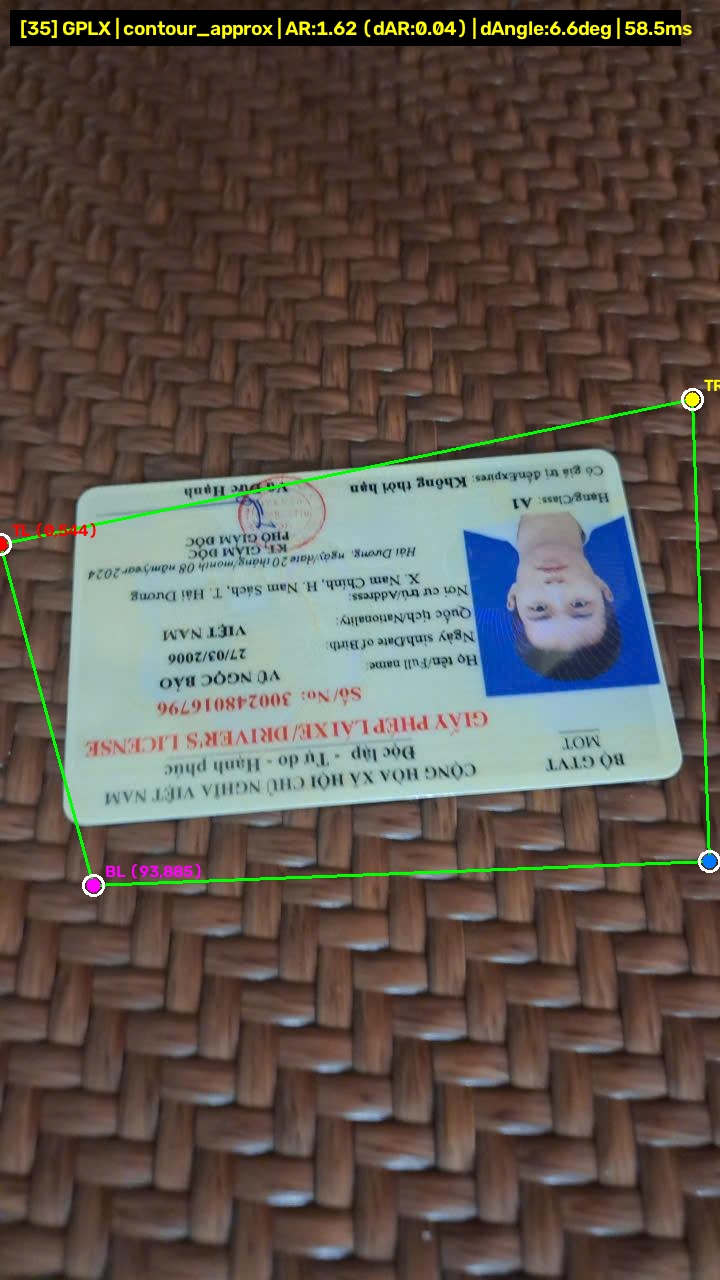 [35] GPLX | contour_approx | AR:1.62 (dAR:0.04) | dAngle:6.6deg | 58.5ms
TR
TL (0,544)
BL (93,885)
BỘ GTVT
MOT
CỘNG HÒA XÃ HỘI CHỦ NGHĨA VIỆT NAM
Độc lập - Tự do - Hạnh phúc
GIẤY PHÉP LÁI XE/ DRIVER'S LICENSE
Số/No: 300248016796
Họ tên/Full name: VŨ NGỌC BẢO
Ngày sinh/Date of Birth: 27/03/2006
Quốc tịch/Nationality: VIỆT NAM
Nơi cư trú/Address:
X. Nam Chính, H. Nam Sách, T. Hải Dương
Hải Dương, ngày/date 20 tháng/month 08 năm/year 2024
KT. GIÁM ĐỐC
PHÓ GIÁM ĐỐC
Hạng/Class: A1
Có giá trị đến/Expires: Không thời hạn
Vũ Đức Hạnh